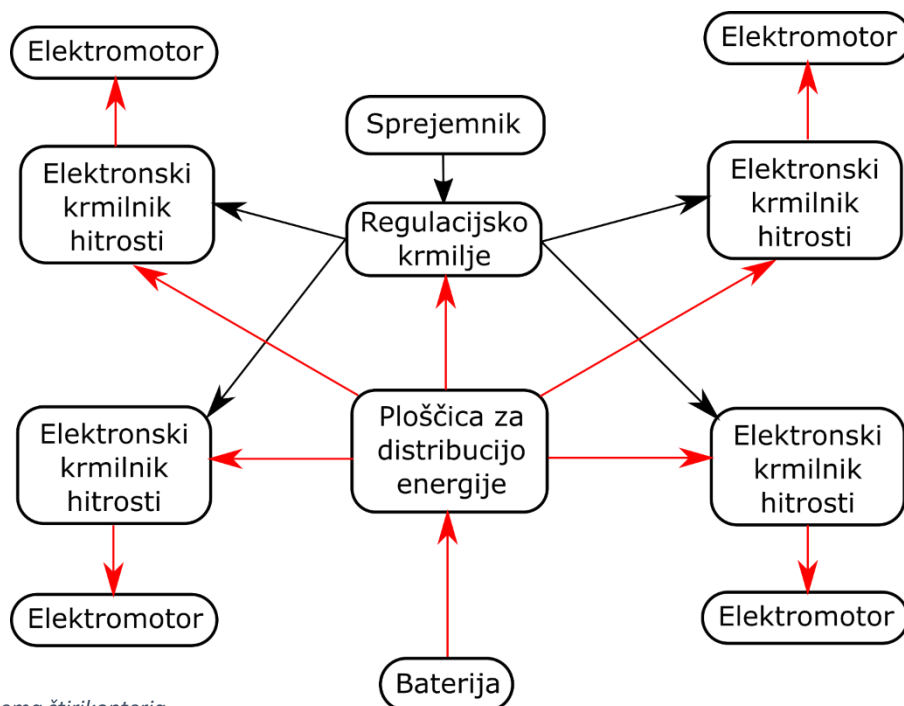 Elektromotor
Elektromotor
Sprejemnik
Elektronski
krmilnik
hitrosti
Regulacijsko
krmilje
Elektronski
krmilnik
hitrosti
Elektronski
krmilnik
hitrosti
Ploščica za
distribucijo
energije
Elektronski
krmilnik
hitrosti
Elektromotor
Elektromotor
Baterija